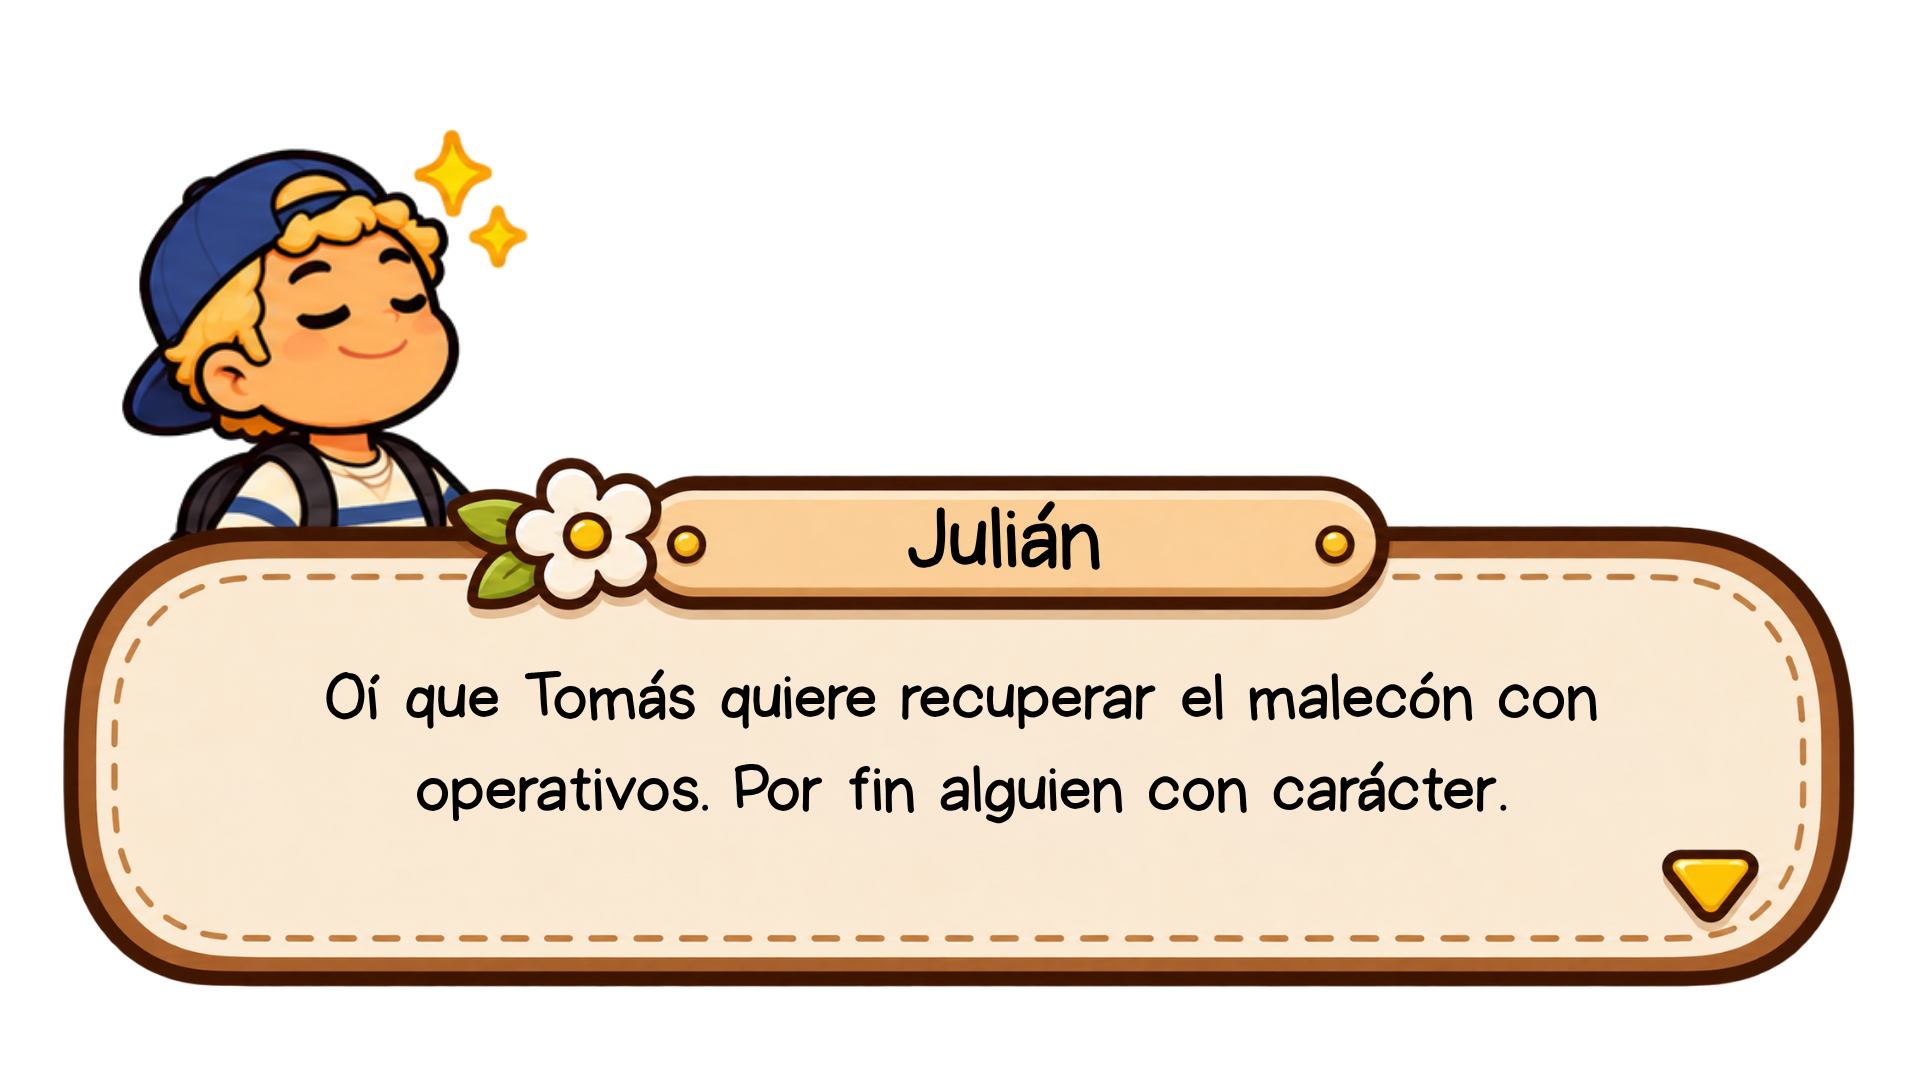 Julián
Oí que Tomás quiere recuperar el malecón con
operativos. Por fin alguien con carácter.